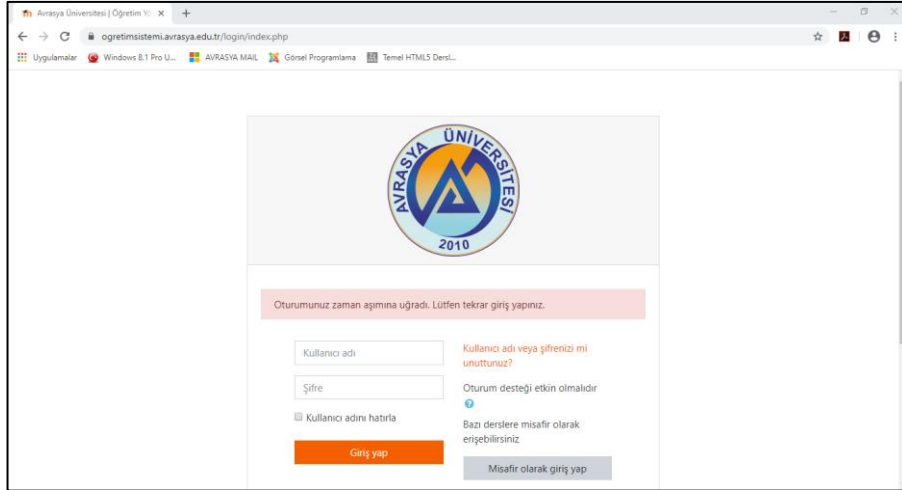 Avrasya Üniversitesi | Öğretim Yö
ogretimsistemi.avrasya.edu.tr/login/index.php
Uygulamalar Windows 8.1 Pro U... AVRASYA MAIL Görsel Programlama Temel HTML5 Dersl...
AVRASYA ÜNİVERSİTESİ
2010
Oturumunuz zaman aşımına uğradı. Lütfen tekrar giriş yapınız.
Kullanıcı adı
Şifre
Kullanıcı adını hatırla
Giriş yap
Kullanıcı adı veya şifrenizi mi
unuttunuz?
Oturum desteği etkin olmalıdır
Bazı derslere misafir olarak
erişebilirsiniz
Misafir olarak giriş yap